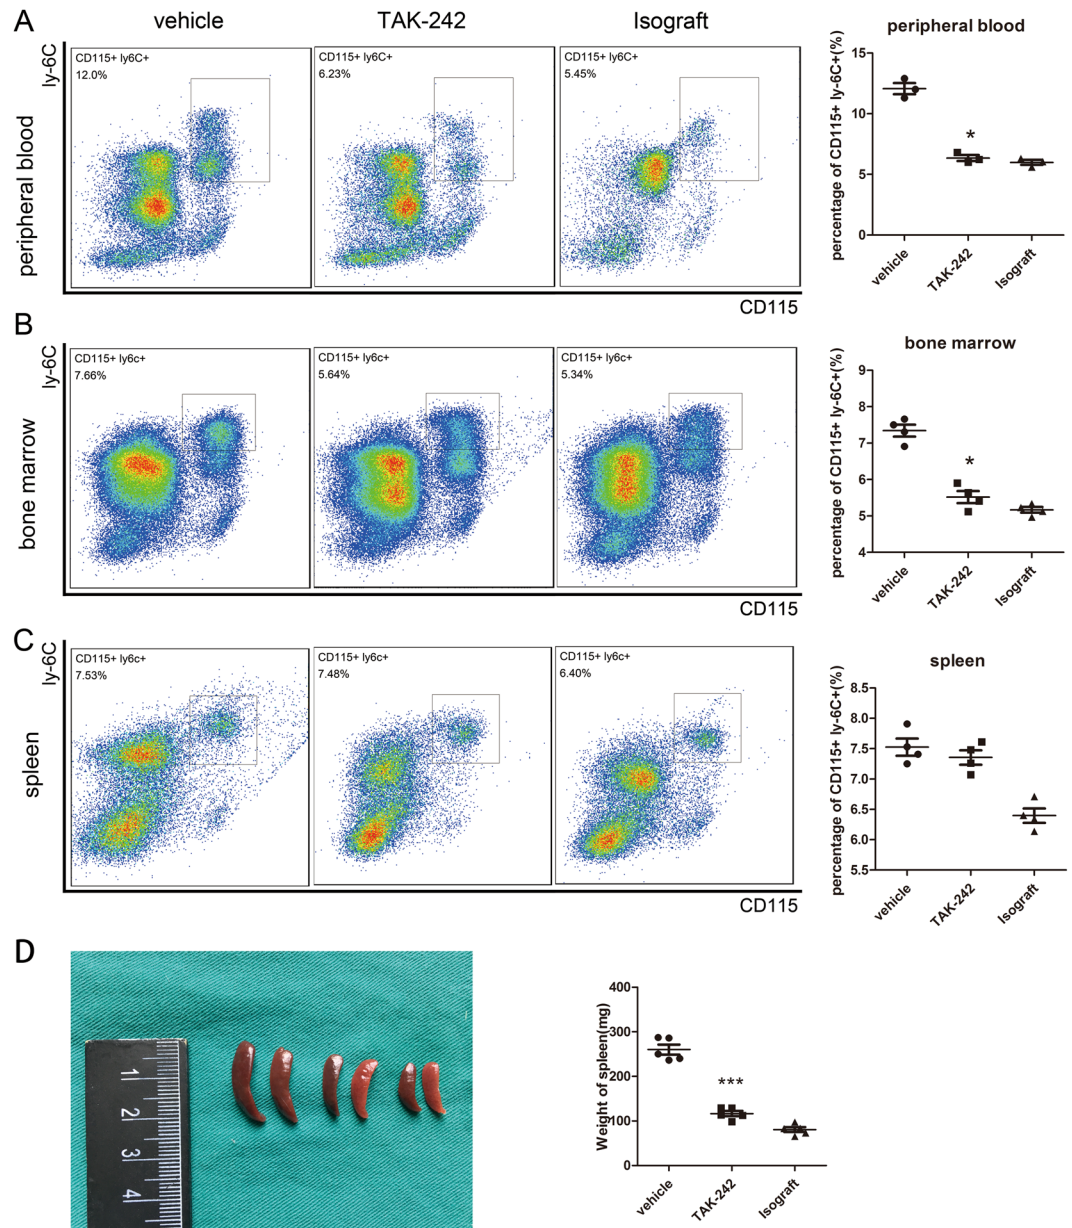 A
vehicle
TAK-242
Isograft
ly-6C
peripheral blood
CD115+ ly6C+
12.0%
CD115+ ly6C+
6.23%
CD115+ ly6C+
5.45%
CD115
peripheral blood
percentage of CD115+ ly-6C+(%)
15
10
5
0
*
vehicle
TAK-242
Isograft
B
ly-6C
bone marrow
CD115+ ly6c+
7.66%
CD115+ ly6c+
5.64%
CD115+ ly6c+
5.34%
CD115
bone marrow
percentage of CD115+ ly-6C+(%)
9
8
7
6
5
4
*
vehicle
TAK-242
Isograft
C
ly-6C
spleen
CD115+ ly6c+
7.53%
CD115+ ly6c+
7.48%
CD115+ ly6c+
6.40%
CD115
spleen
percentage of CD115+ ly-6C+(%)
8.5
8.0
7.5
7.0
6.5
6.0
5.5
vehicle
TAK-242
Isograft
D
1
2
3
4
Weight of spleen(mg)
400
300
200
100
0
***
vehicle
TAK-242
Isograft